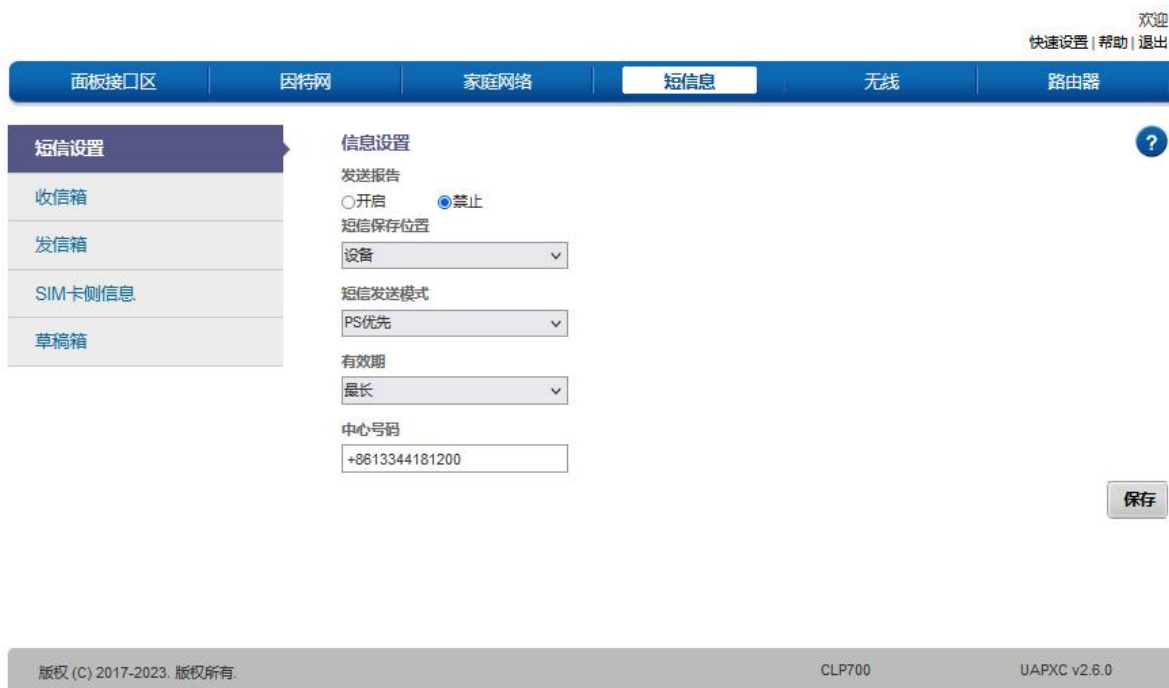 欢迎
快速设置 | 帮助 | 退出
面板接口区 因特网 家庭网络 短信息 无线 路由器
短信设置
收信箱
发信箱
SIM卡侧信息
草稿箱
信息设置
?
发送报告
开启 禁止
短信保存位置
设备
短信发送模式
PS优先
有效期
最长
中心号码
+8613344181200
保存
版权 (C) 2017-2023. 版权所有. CLP700 UAPXC v2.6.0